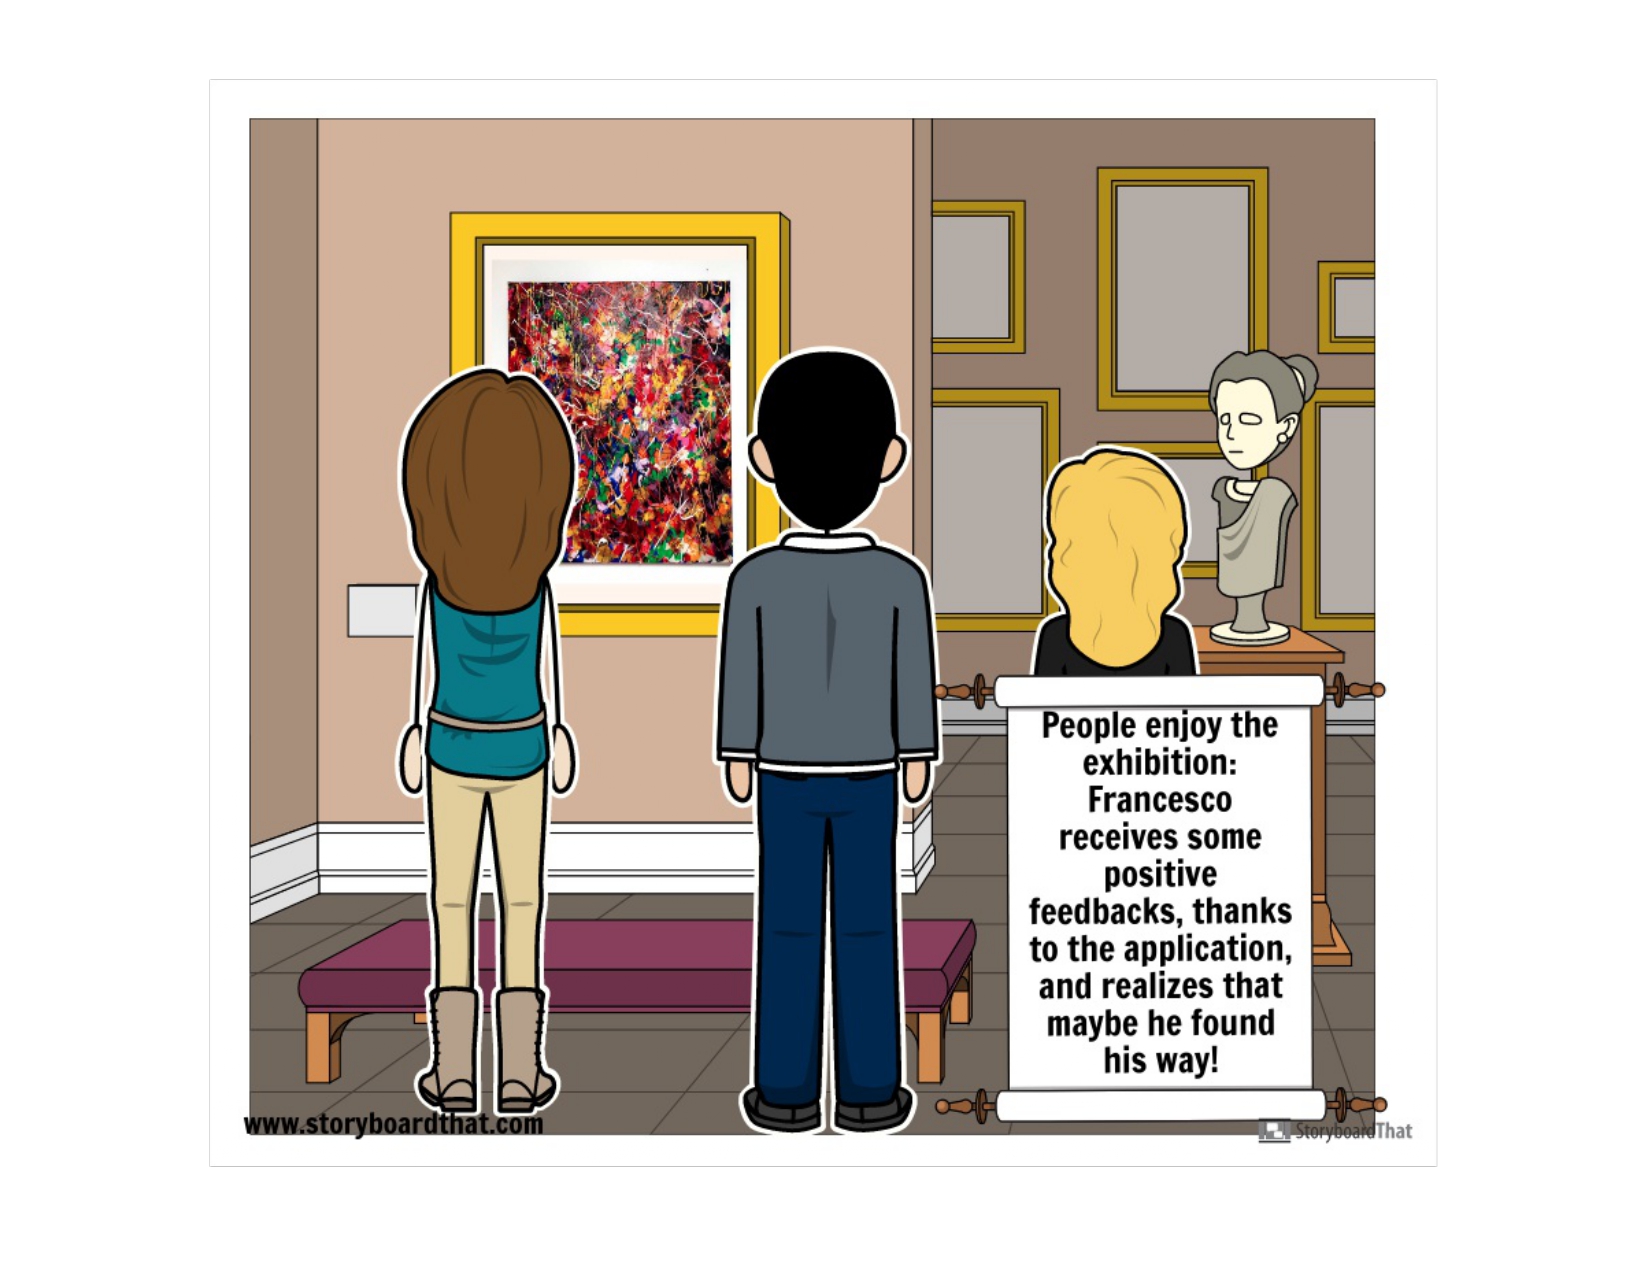 People enjoy the
exhibition:
Francesco
receives some
positive
feedbacks, thanks
to the application,
and realizes that
maybe he found
his way!
www.storyboardthat.com
StoryboardThat